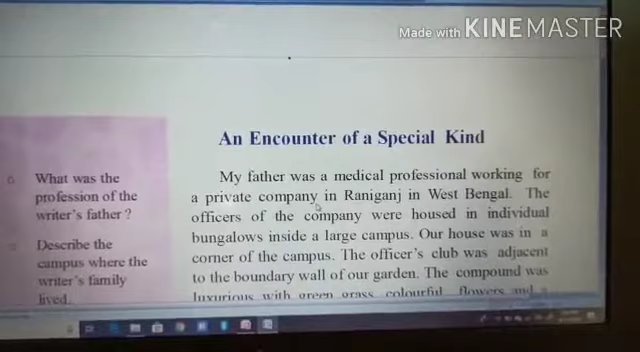 Made with KINEMASTER
An Encounter of a Special Kind
What was the
profession of the
writer's father ?
Describe the
campus where the
writer's family
lived.
My father was a medical professional working for
a private company in Raniganj in West Bengal. The
officers of the company were housed in individual
bungalows inside a large campus. Our house was in a
corner of the campus. The officer's club was adjacent
to the boundary wall of our garden. The compound was
luxurious with green grass, colourful flowers and a